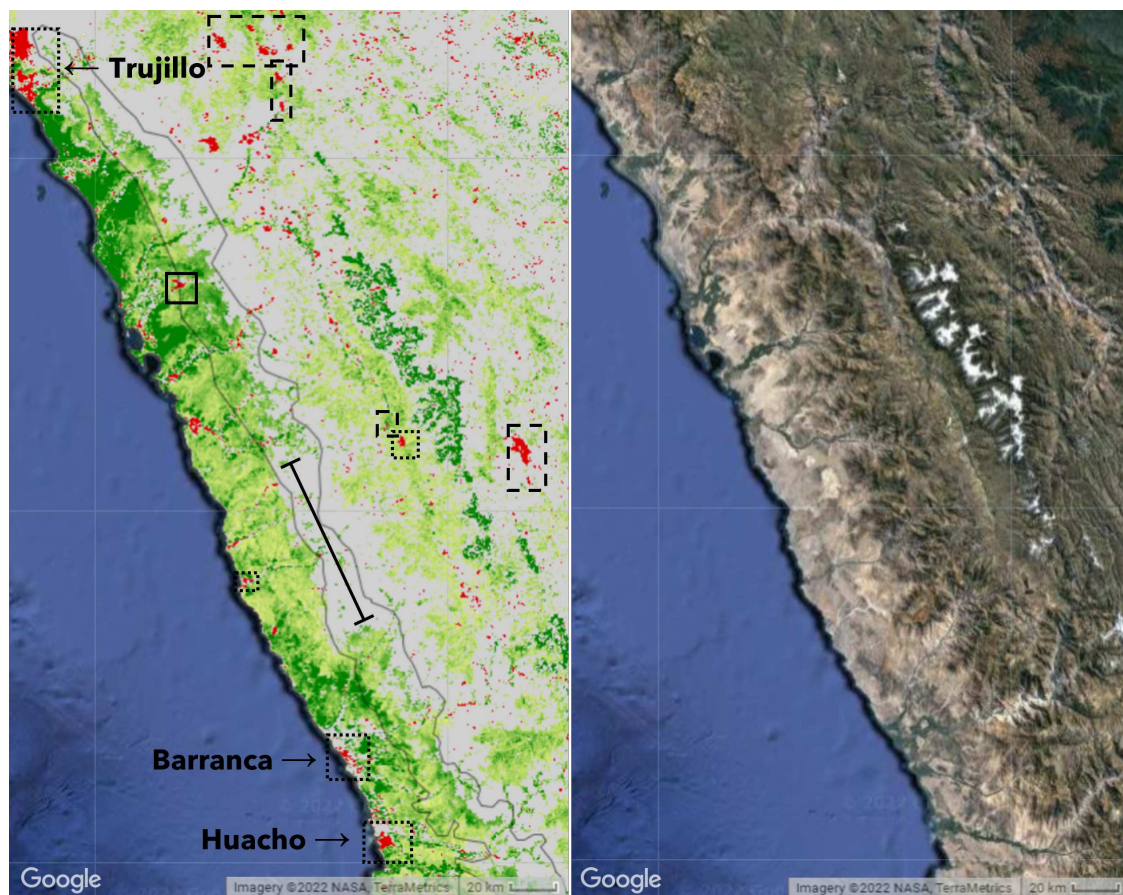 ← Trujillo
Barranca →
Huacho →
Google
Imagery ©2022 NASA, TerraMetrics
20 km
Google
Imagery ©2022 NASA, TerraMetrics
20 km